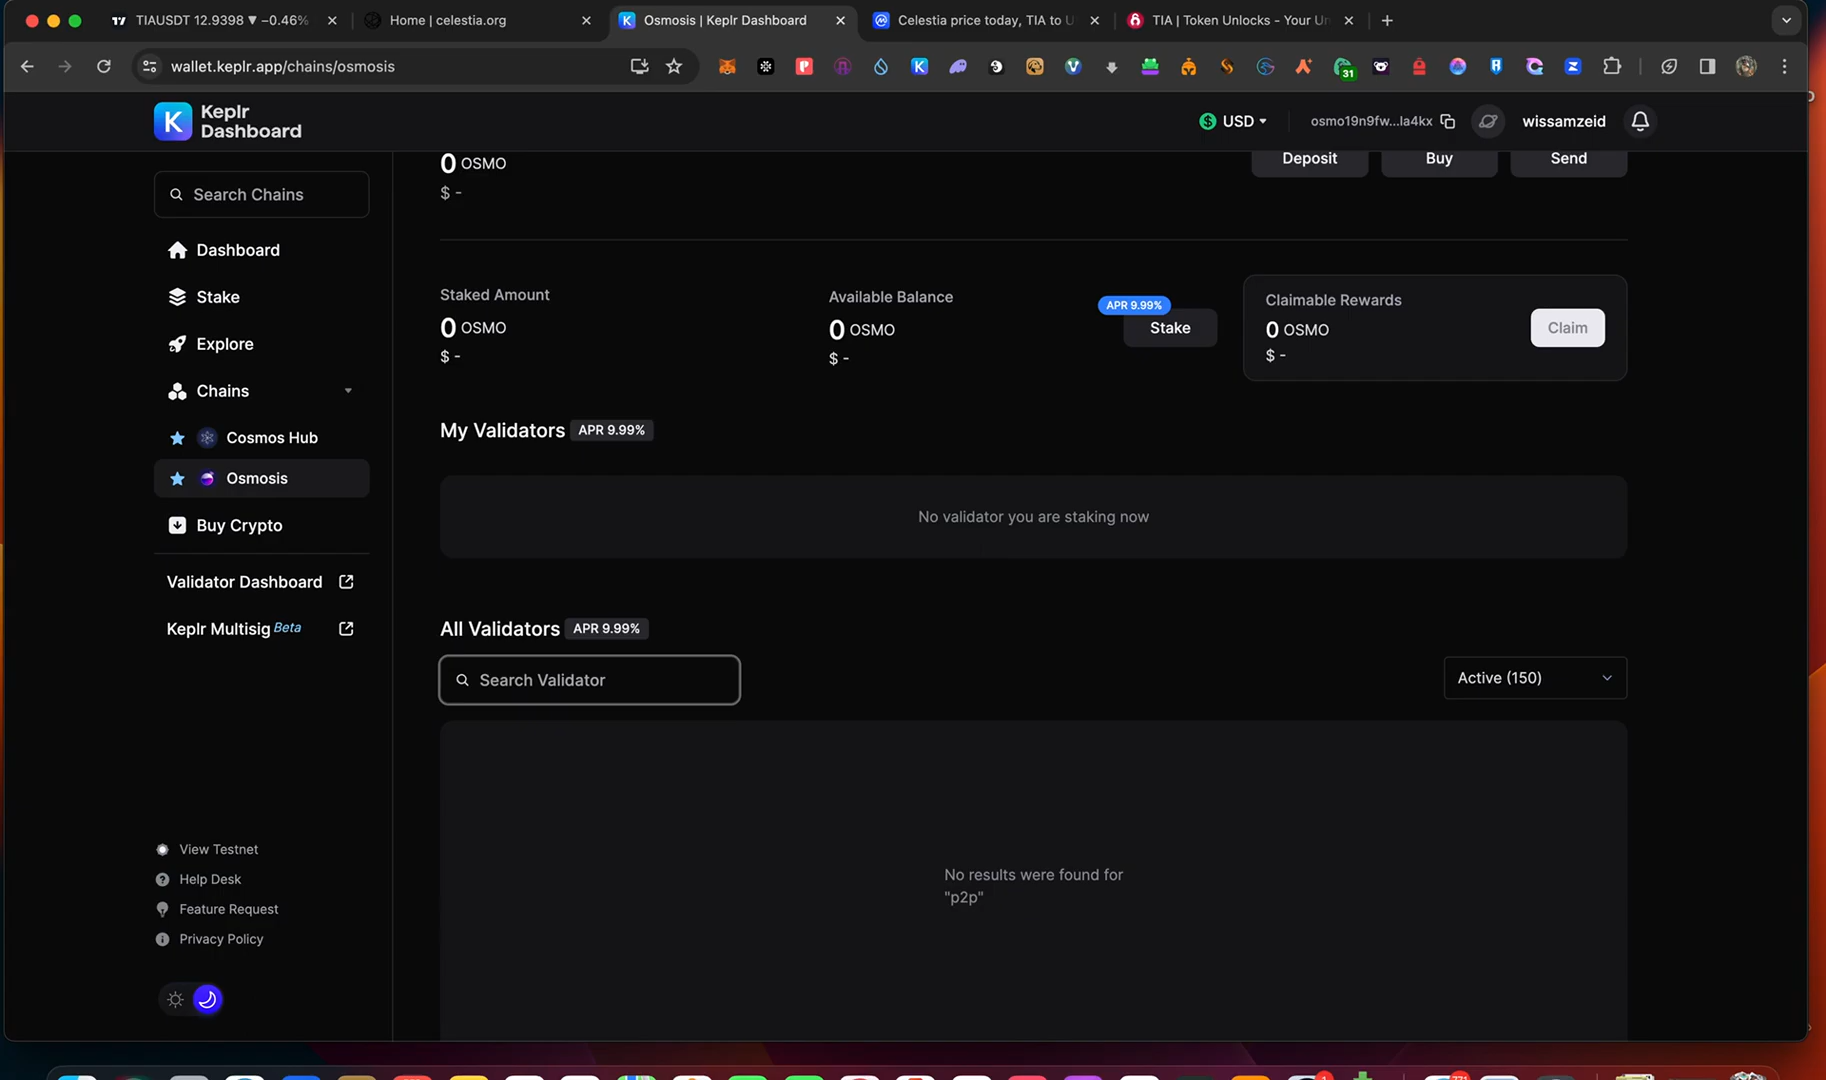 TIAUSDT 12.9398 ▼ −0.46%
Home | celestia.org
Osmosis | Keplr Dashboard
Celestia price today, TIA to U
TIA | Token Unlocks - Your Un
wallet.keplr.app/chains/osmosis
31
Keplr
Dashboard
USD
osmo19n9fw...la4kx
wissamzeid
Search Chains
Dashboard
Stake
Explore
Chains
Cosmos Hub
Osmosis
Buy Crypto
Validator Dashboard
Keplr Multisig Beta
View Testnet
Help Desk
Feature Request
Privacy Policy
0 OSMO
$ -
Deposit
Buy
Send
Staked Amount
0 OSMO
$ -
Available Balance
0 OSMO
$ -
APR 9.99%
Stake
Claimable Rewards
0 OSMO
$ -
Claim
My Validators APR 9.99%
No validator you are staking now
All Validators APR 9.99%
Search Validator
Active (150)
No results were found for
"p2p"